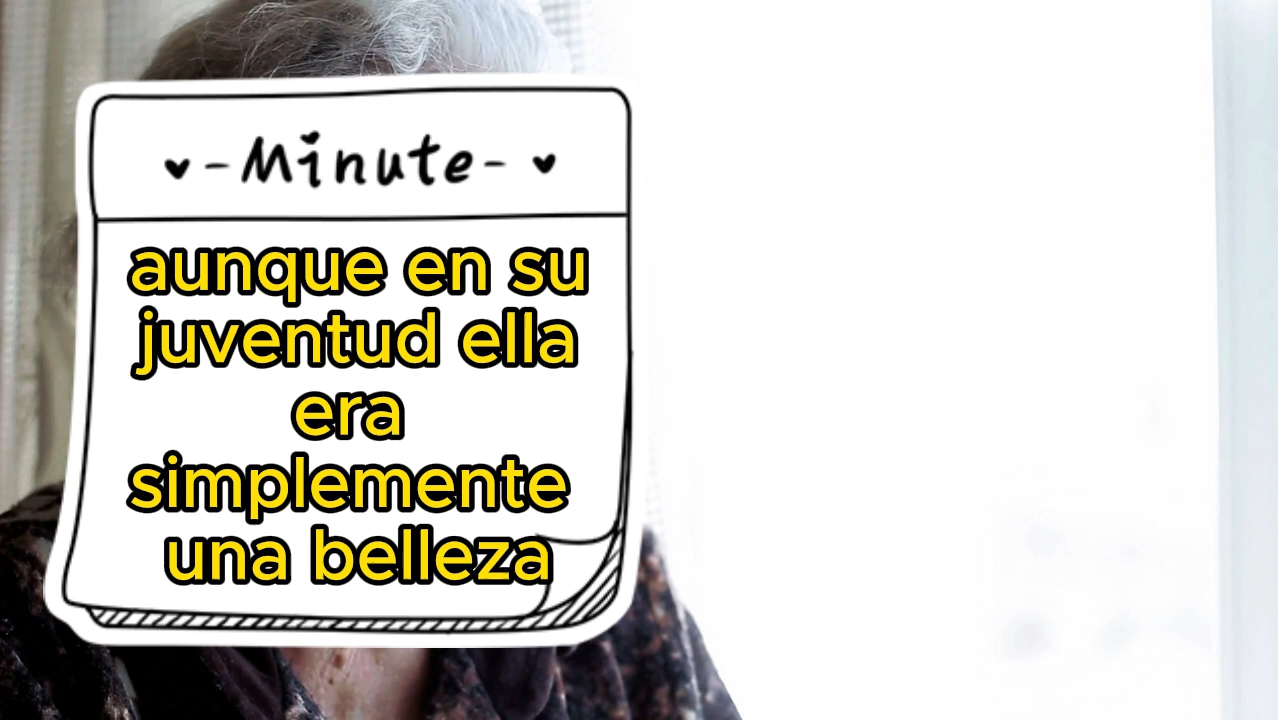 -Minute-
aunque en su
juventud ella
era
simplemente
una belleza